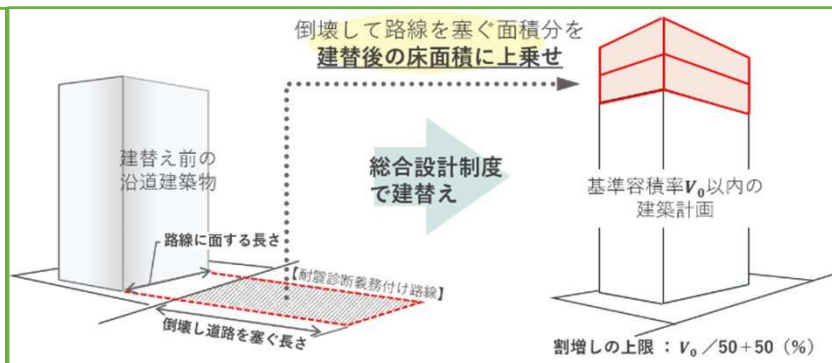 倒壊して路線を塞ぐ面積分を
建替後の床面積に上乗せ
建替え前の
沿道建築物
総合設計制度
で建替え
基準容積率V₀以内の
建築計画
路線に面する長さ
【耐震診断義務付け路線】
倒壊し道路を塞ぐ長さ
割増しの上限：V₀／50＋50（％）